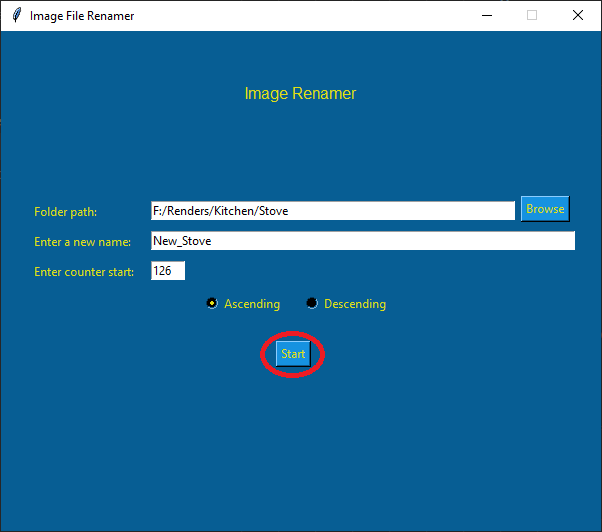 Image File Renamer
Image Renamer
Folder path: F:/Renders/Kitchen/Stove Browse
Enter a new name: New_Stove
Enter counter start: 126
Ascending Descending
Start